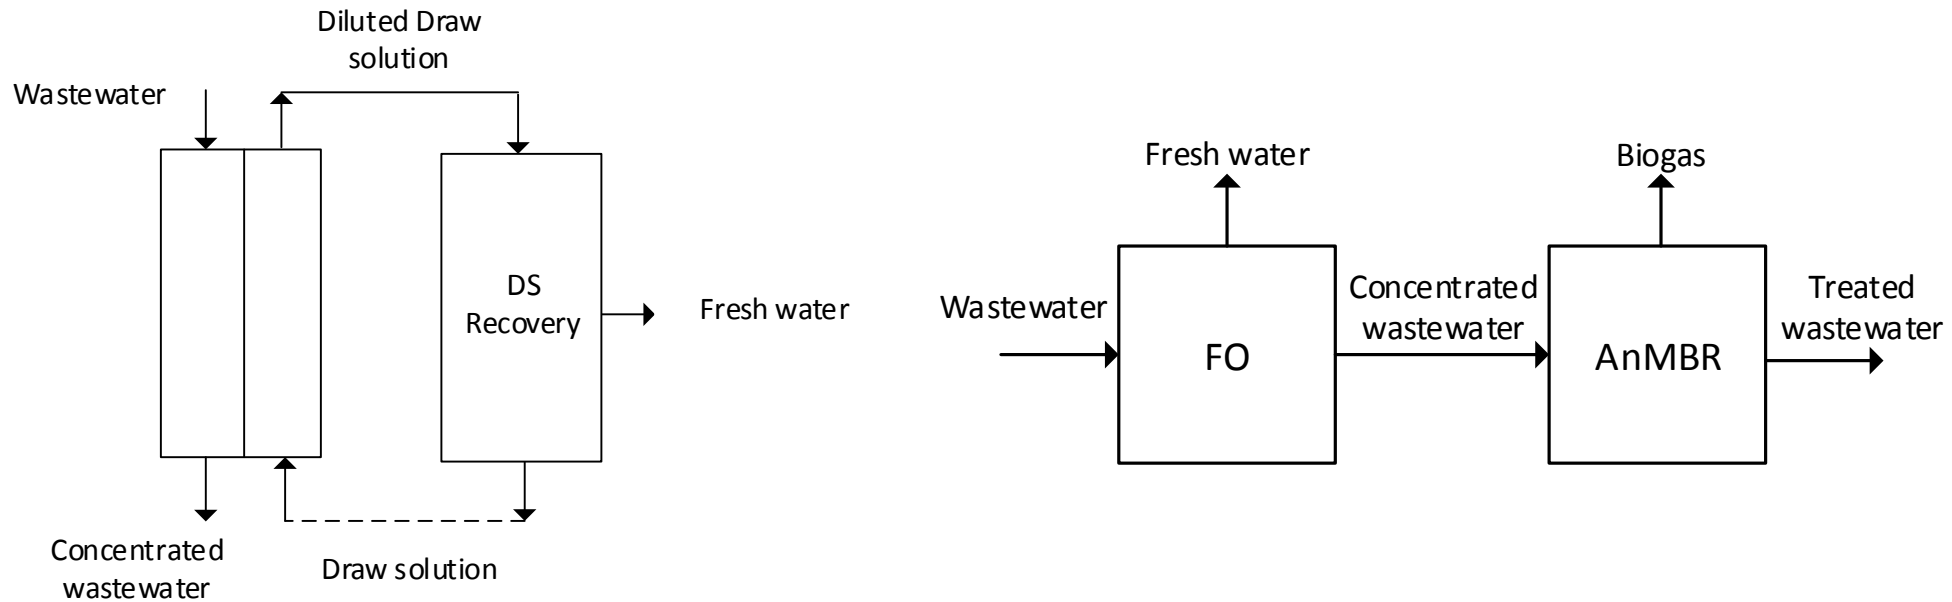 Diluted Draw
solution
Wastewater
DS
Recovery
Fresh water
Concentrated
wastewater
Draw solution
Fresh water
Biogas
Wastewater
FO
Concentrated
wastewater
AnMBR
Treated
wastewater